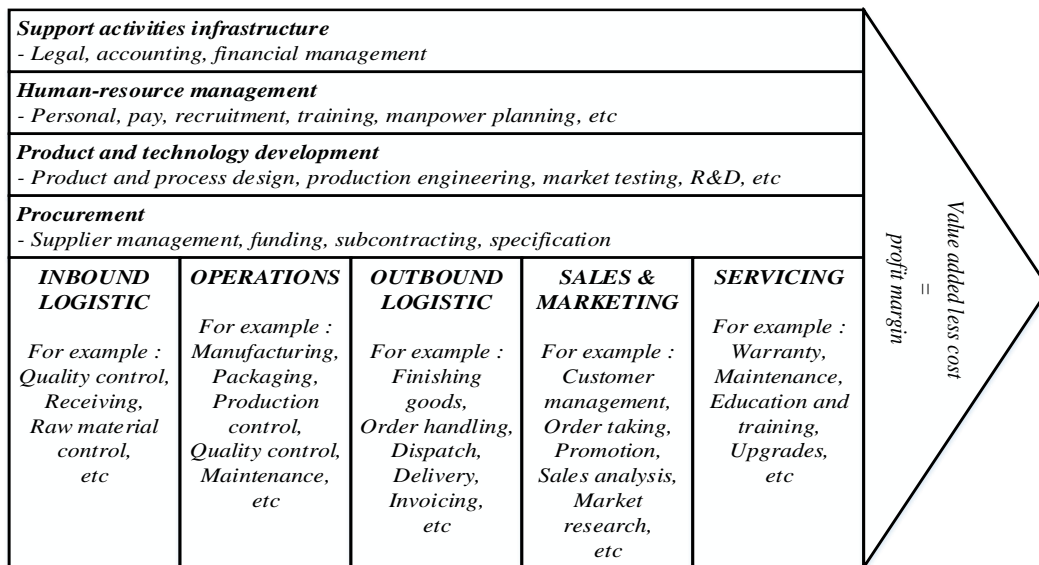 Support activities infrastructure
- Legal, accounting, financial management
Human-resource management
- Personal, pay, recruitment, training, manpower planning, etc
Product and technology development
- Product and process design, production engineering, market testing, R&D, etc
Procurement
- Supplier management, funding, subcontracting, specification
INBOUND
LOGISTIC
For example :
Quality control,
Receiving,
Raw material
control,
etc
OPERATIONS
For example :
Manufacturing,
Packaging,
Production
control,
Quality control,
Maintenance,
etc
OUTBOUND
LOGISTIC
For example :
Finishing
goods,
Order handling,
Dispatch,
Delivery,
Invoicing,
etc
SALES &
MARKETING
For example :
Customer
management,
Order taking,
Promotion,
Sales analysis,
Market
research,
etc
SERVICING
For example :
Warranty,
Maintenance,
Education and
training,
Upgrades,
etc
Value added less cost
=
profit margin